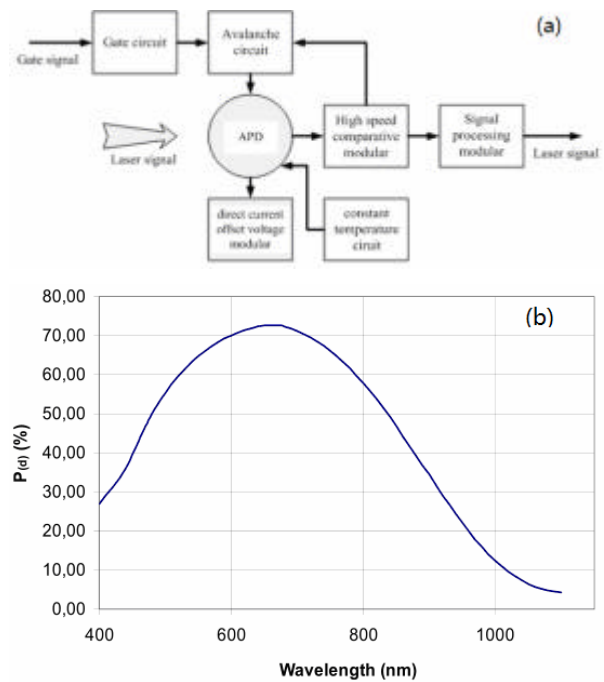 (a)
Gate signal
Gate circuit
Avalanche
circuit
Laser signal
APD
High speed
comparative
modular
Signal
processing
modular
Laser signal
direct current
offset voltage
modular
constant
temperature
ciruit
(b)
80,00
70,00
60,00
50,00
40,00
30,00
20,00
10,00
0,00
P(d) (%)
400
600
800
1000
Wavelength (nm)